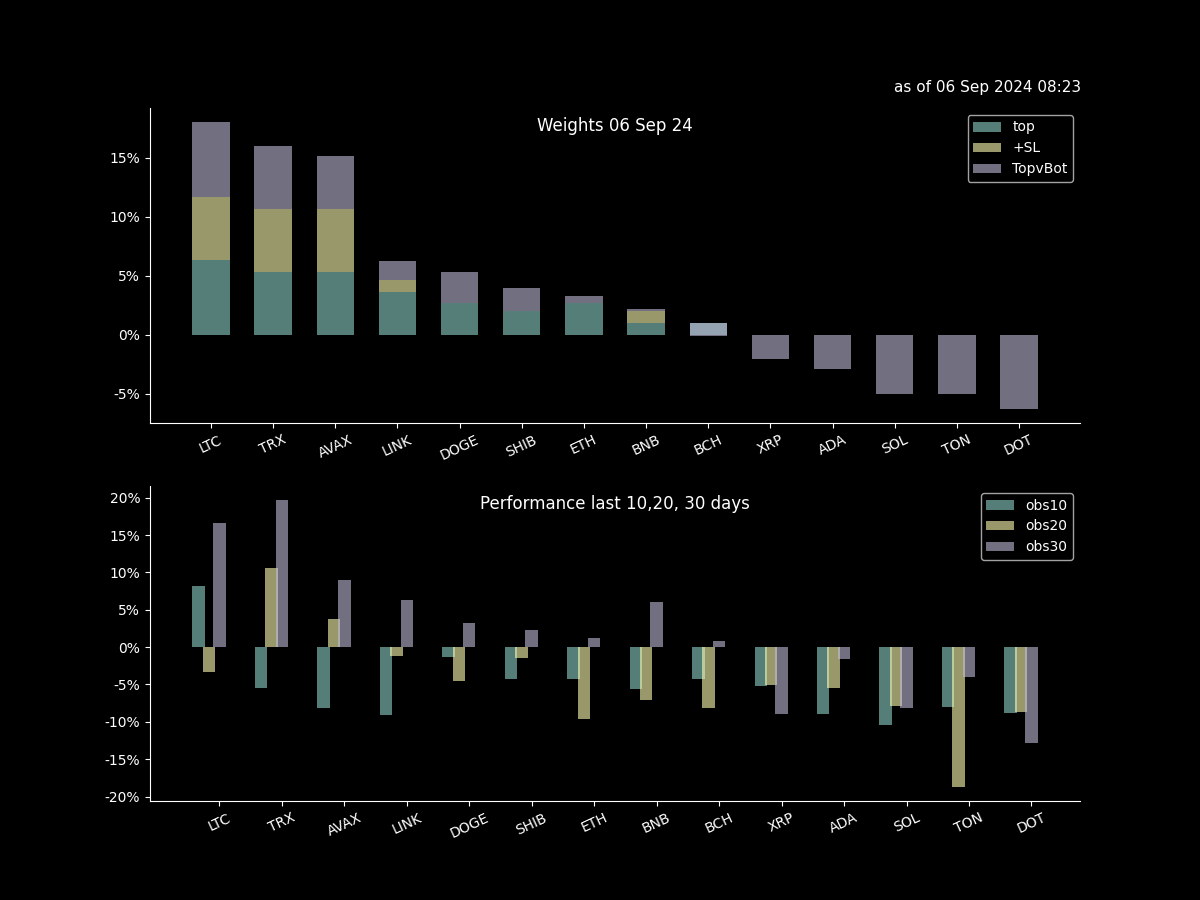 as of 06 Sep 2024 08:23
Weights 06 Sep 24
top
+SL
TopvBot
15%
10%
5%
0%
-5%
LTC TRX AVAX LINK DOGE SHIB ETH BNB BCH XRP ADA SOL TON DOT
Performance last 10,20, 30 days
obs10
obs20
obs30
20%
15%
10%
5%
0%
-5%
-10%
-15%
-20%
LTC TRX AVAX LINK DOGE SHIB ETH BNB BCH XRP ADA SOL TON DOT